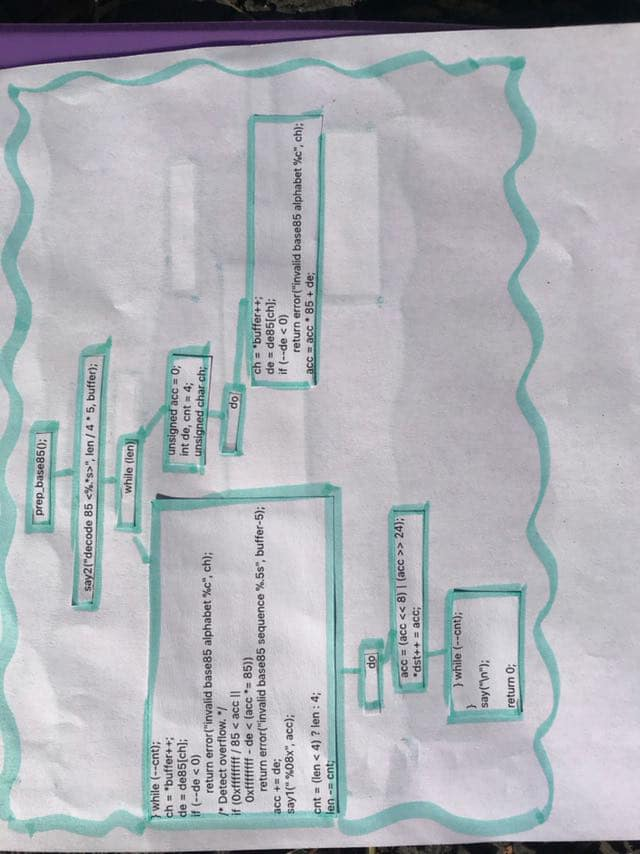 prep_base85();
say2("decode 85 <%.*s>", len / 4 * 5, buffer);
while (len)
unsigned acc = 0;
int de, cnt = 4;
unsigned char ch;
do
ch = *buffer++;
de = de85[ch];
if (--de < 0)
return error("invalid base85 alphabet %c", ch);
acc = acc * 85 + de;
} while (--cnt);
ch = *buffer++;
de = de85[ch];
if (--de < 0)
return error("invalid base85 alphabet %c", ch);
/* Detect overflow. */
if (0xffffffff / 85 < acc ||
0xffffffff - de < (acc *= 85))
return error("invalid base85 sequence %.5s", buffer-5);
acc += de;
say1(" %08x", acc);
cnt = (len < 4) ? len : 4;
len -= cnt;
do
acc = (acc << 8) | (acc >> 24);
*dst++ = acc;
} while (--cnt);
}
say("\n");
return 0;